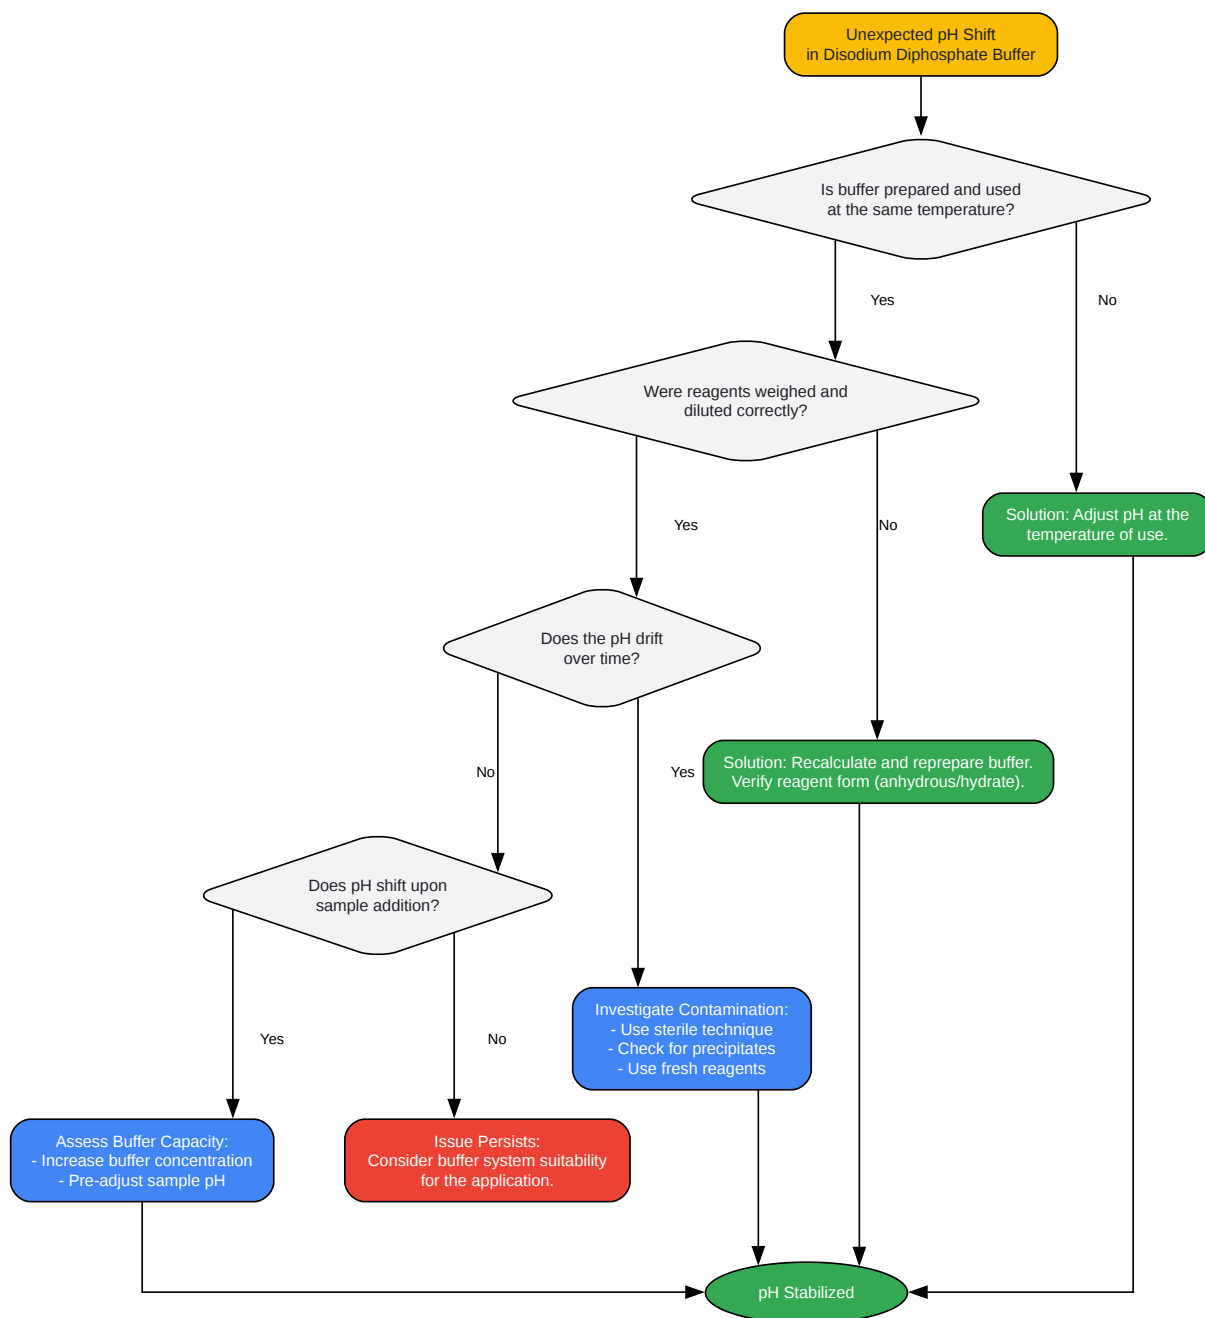 Unexpected pH Shift
in Disodium Diphosphate Buffer
Is buffer prepared and used
at the same temperature?
Yes
No
Were reagents weighed and
diluted correctly?
Yes
No
Solution: Adjust pH at the
temperature of use.
Does the pH drift
over time?
No
Yes
Solution: Recalculate and reprepare buffer.
Verify reagent form (anhydrous/hydrate).
Does pH shift upon
sample addition?
Yes
No
Investigate Contamination:
- Use sterile technique
- Check for precipitates
- Use fresh reagents
Assess Buffer Capacity:
- Increase buffer concentration
- Pre-adjust sample pH
Issue Persists:
Consider buffer system suitability
for the application.
pH Stabilized